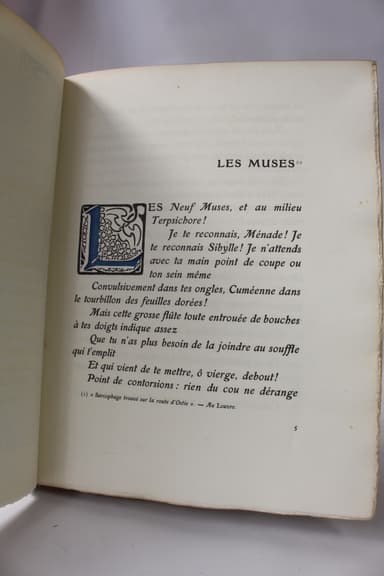 LES MUSES (1)
LES Neuf Muses, et au milieu
Terpsichore !
Je te reconnais, Ménade ! Je
te reconnais Sibylle ! Je n'attends
avec ta main point de coupe ou
ton sein même
Convulsivement dans tes ongles, Cuméenne dans
le tourbillon des feuilles dorées !
Mais cette grosse flûte toute entrouée de bouches
à tes doigts indique assez
Que tu n'as plus besoin de la joindre au souffle
qui t'emplit
Et qui vient de te mettre, ô vierge, debout !
Point de contorsions : rien du cou ne dérange
(1) « Sarcophage trouvé sur la route d'Ostie ». — Au Louvre.
5